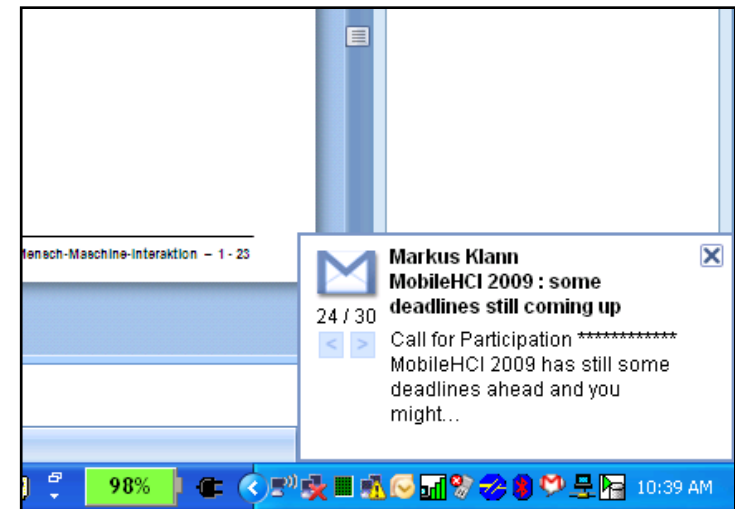 Mensch-Maschine-Interaktion – 1 - 23
Markus Klann
MobileHCI 2009 : some
deadlines still coming up
24 / 30
< >
Call for Participation ************
MobileHCI 2009 has still some
deadlines ahead and you
might...
98%
10:39 AM